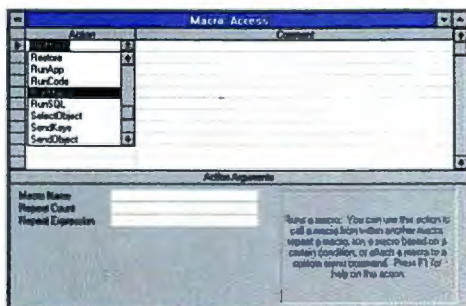 Macro: Access
Action
Comment
Restore
RunApp
RunCode
RunSQL
SelectObject
SendKeys
SendObject
Action Arguments
Macro Name
Repeat Count
Repeat Expression
Runs a macro. You can use this action to
call a macro from within another macro,
repeat a macro, run a macro based on a
certain condition, or attach a macro to a
custom menu command. Press F1 for
help on this action.